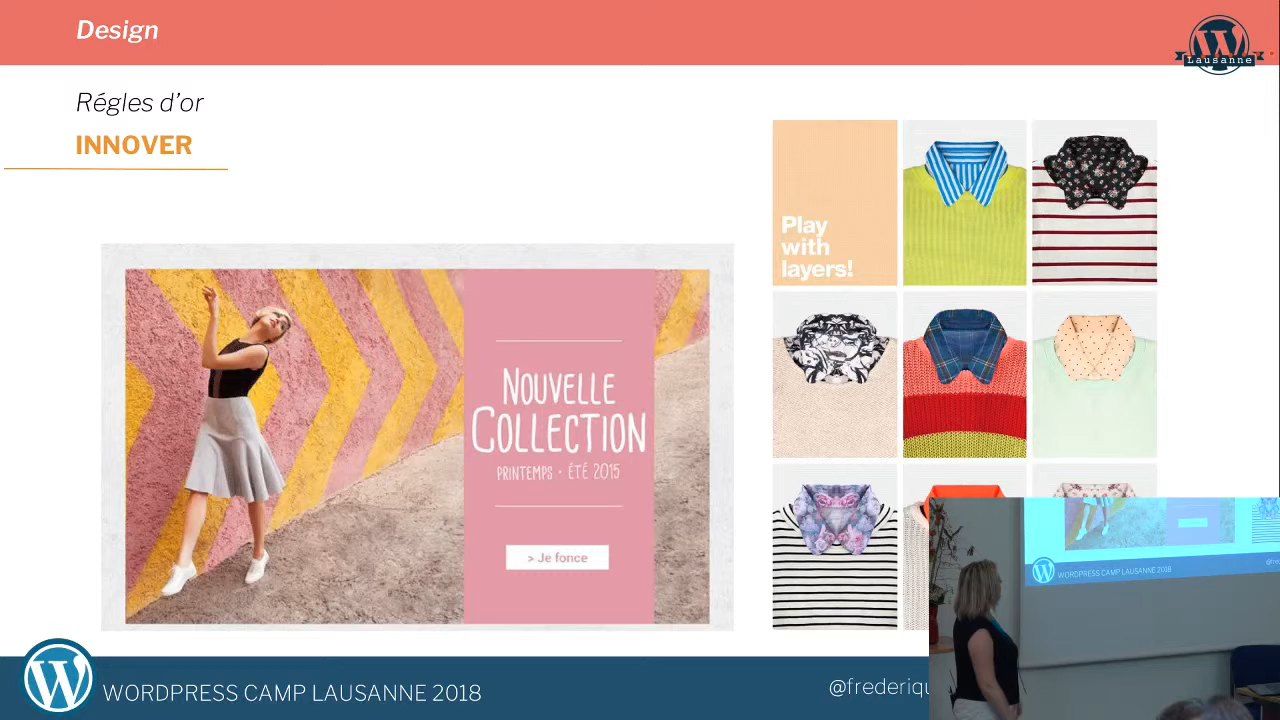 Design
Lausanne
Régles d'or
INNOVER
Play
with
layers!
NOUVELLE
COLLECTION
PRINTEMPS - ÉTÉ 2015
> Je fonce
WORDPRESS CAMP LAUSANNE 2018
@frederiqu
WORDPRESS CAMP LAUSANNE 2018